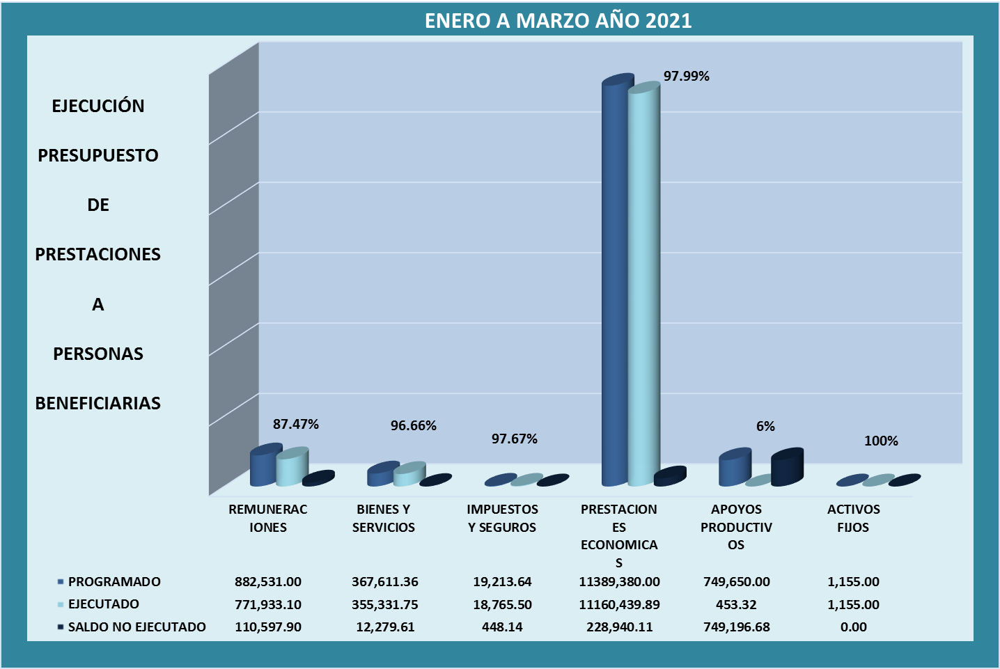 ENERO A MARZO AÑO 2021
EJECUCIÓN
PRESUPUESTO
DE
PRESTACIONES
A
PERSONAS
BENEFICIARIAS
87.47%
96.66%
97.67%
97.99%
6%
100%
REMUNERAC
IONES
BIENES Y
SERVICIOS
IMPUESTOS
Y SEGUROS
PRESTACION
ES
ECONOMICA
S
APOYOS
PRODUCTIV
OS
ACTIVOS
FIJOS
PROGRAMADO 882,531.00 367,611.36 19,213.64 11389,380.00 749,650.00 1,155.00
EJECUTADO 771,933.10 355,331.75 18,765.50 11160,439.89 453.32 1,155.00
SALDO NO EJECUTADO 110,597.90 12,279.61 448.14 228,940.11 749,196.68 0.00